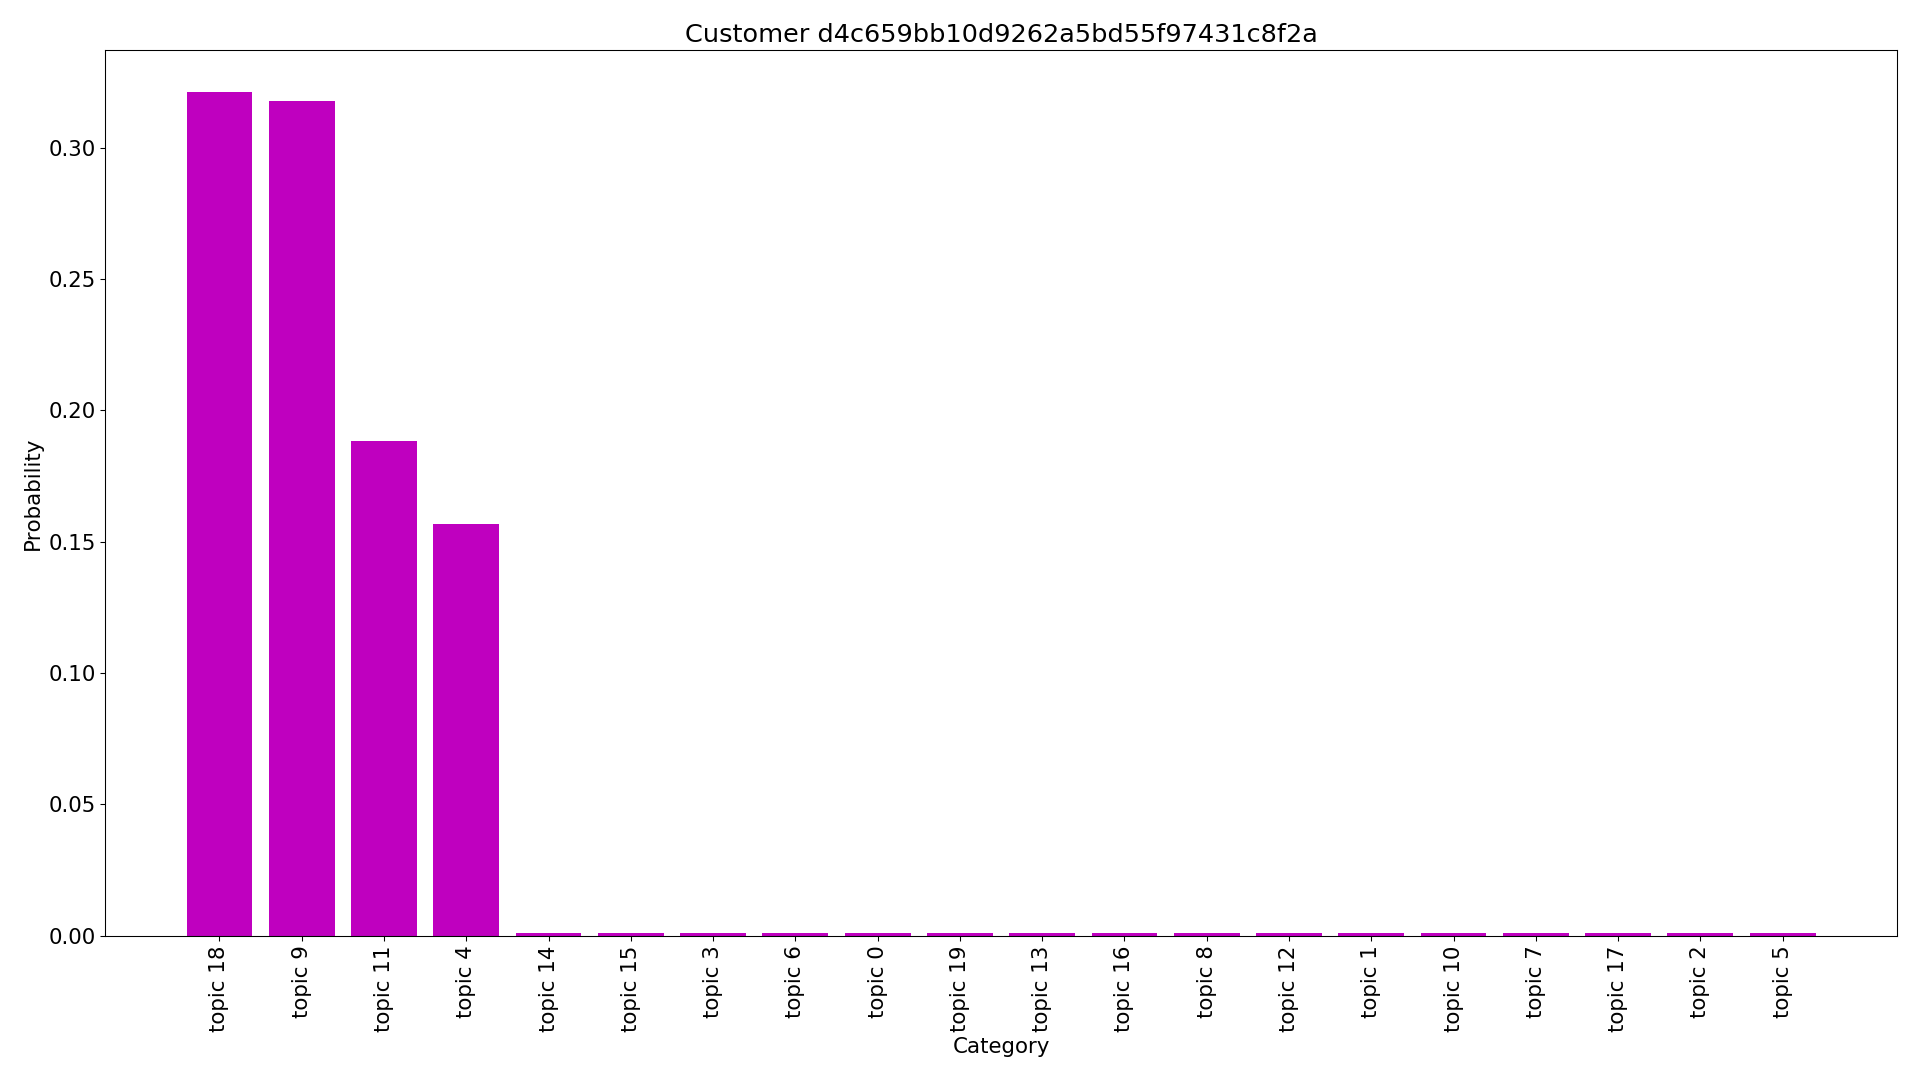 Customer d4c659bb10d9262a5bd55f97431c8f2a
Probability
0.30
0.25
0.20
0.15
0.10
0.05
0.00
topic 18
topic 9
topic 11
topic 4
topic 14
topic 15
topic 3
topic 6
topic 0
topic 19
topic 13
topic 16
topic 8
topic 12
topic 1
topic 10
topic 7
topic 17
topic 2
topic 5
Category